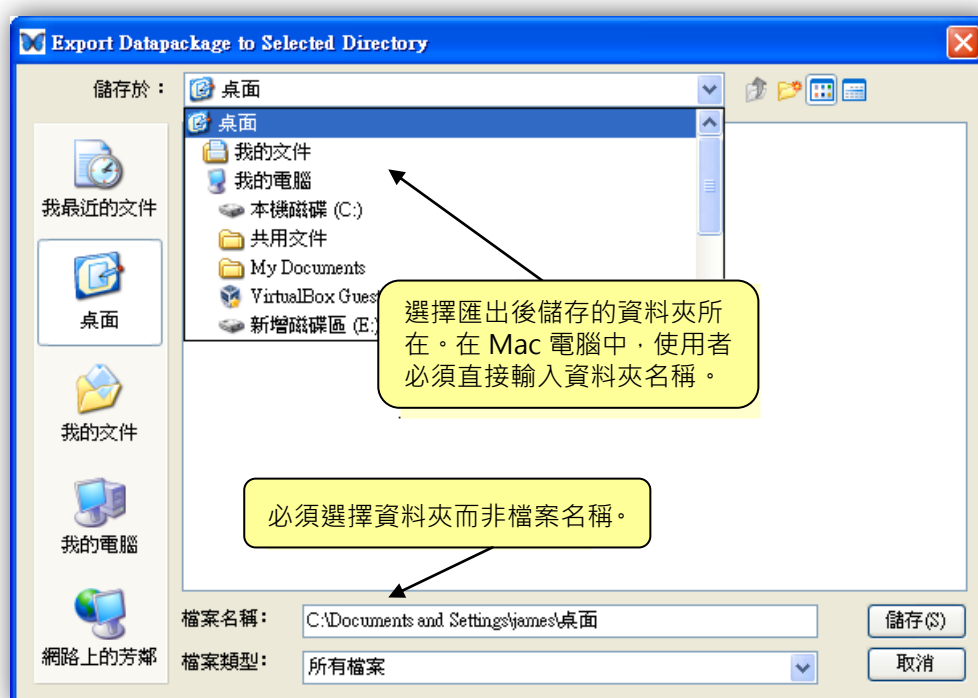 Export Datapackage to Selected Directory
儲存於：
桌面
桌面
我的文件
我的電腦
本機磁碟 (C:)
共用文件
My Documents
VirtualBox Guest
新增磁碟區 (E:)
我最近的文件
桌面
我的文件
我的電腦
網路上的芳鄰
選擇匯出後儲存的資料夾所
在。在 Mac 電腦中，使用者
必須直接輸入資料夾名稱。
必須選擇資料夾而非檔案名稱。
檔案名稱：
C:\Documents and Settings\james\桌面
儲存(S)
檔案類型：
所有檔案
取消